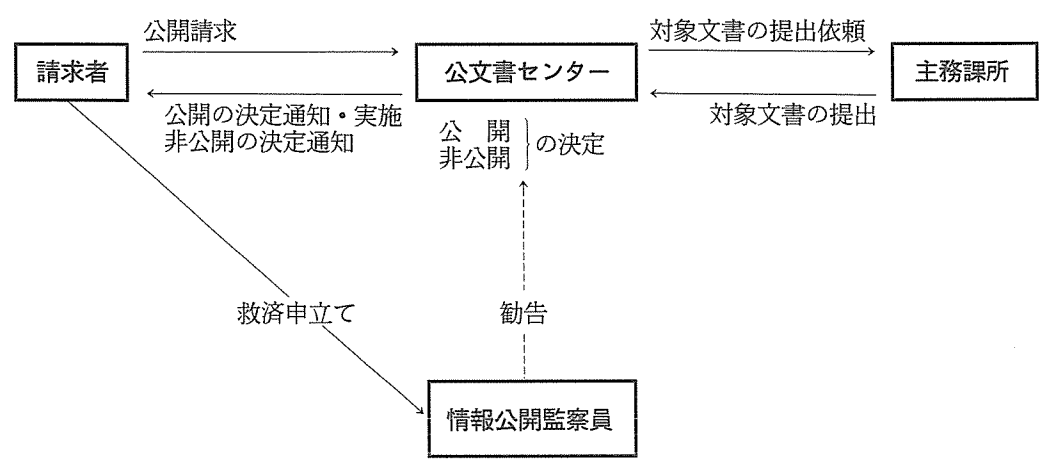 公開請求
対象文書の提出依頼
請求者
公文書センター
主務課所
公開の決定通知・実施
非公開の決定通知
対象文書の提出
公　開
非公開
の決定
救済申立て
勧告
情報公開監察員